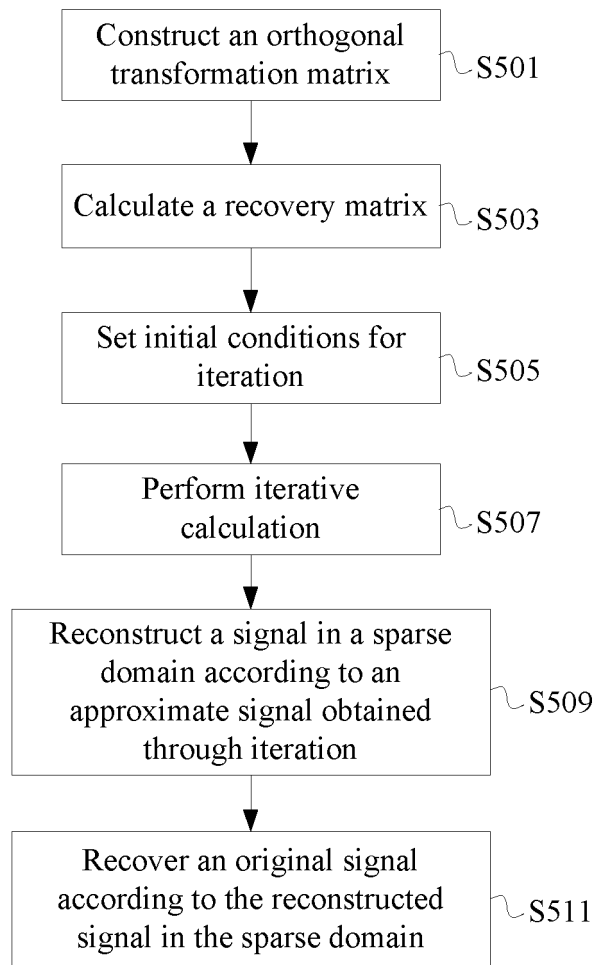 Construct an orthogonal
transformation matrix
S501
Calculate a recovery matrix
S503
Set initial conditions for
iteration
S505
Perform iterative
calculation
S507
Reconstruct a signal in a sparse
domain according to an
approximate signal obtained
through iteration
S509
Recover an original signal
according to the reconstructed
signal in the sparse domain
S511